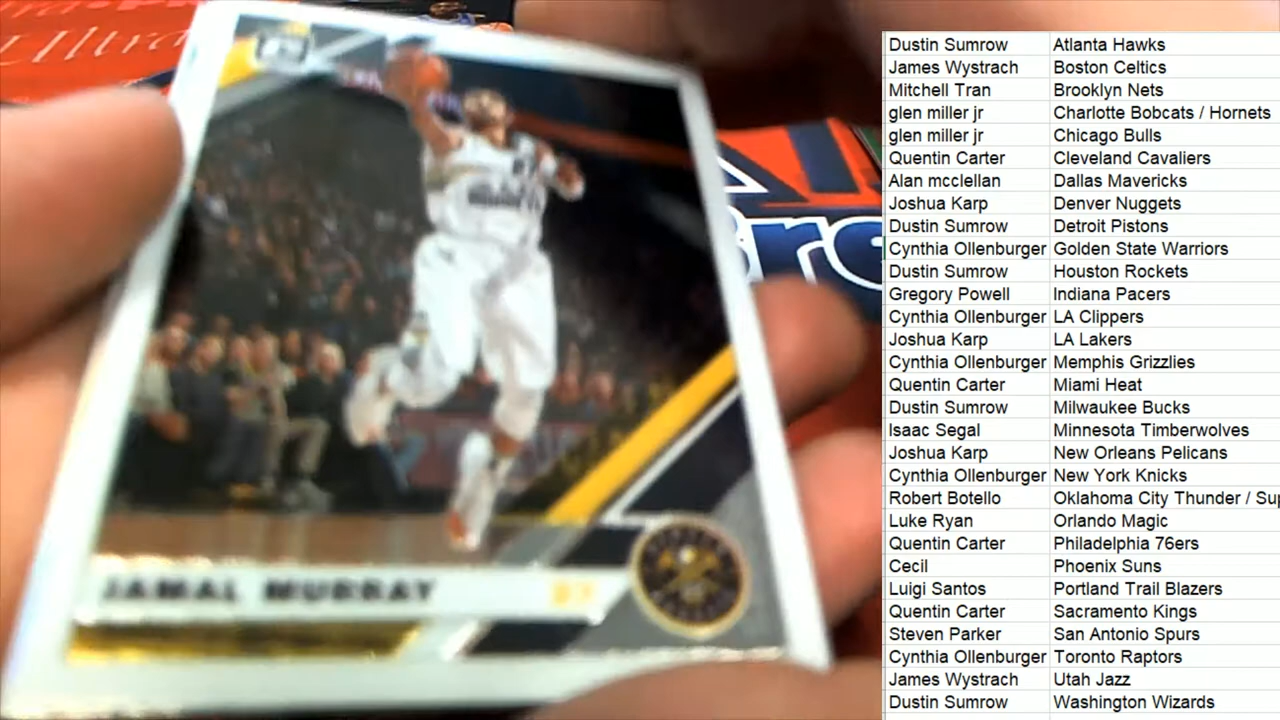 Ultra
JAMAL MURRAY
27
Dustin Sumrow Atlanta Hawks
James Wystrach Boston Celtics
Mitchell Tran Brooklyn Nets
glen miller jr Charlotte Bobcats / Hornets
glen miller jr Chicago Bulls
Quentin Carter Cleveland Cavaliers
Alan mcclellan Dallas Mavericks
Joshua Karp Denver Nuggets
Dustin Sumrow Detroit Pistons
Cynthia Ollenburger Golden State Warriors
Dustin Sumrow Houston Rockets
Gregory Powell Indiana Pacers
Cynthia Ollenburger LA Clippers
Joshua Karp LA Lakers
Cynthia Ollenburger Memphis Grizzlies
Quentin Carter Miami Heat
Dustin Sumrow Milwaukee Bucks
Isaac Segal Minnesota Timberwolves
Joshua Karp New Orleans Pelicans
Cynthia Ollenburger New York Knicks
Robert Botello Oklahoma City Thunder / Sup
Luke Ryan Orlando Magic
Quentin Carter Philadelphia 76ers
Cecil Phoenix Suns
Luigi Santos Portland Trail Blazers
Quentin Carter Sacramento Kings
Steven Parker San Antonio Spurs
Cynthia Ollenburger Toronto Raptors
James Wystrach Utah Jazz
Dustin Sumrow Washington Wizards